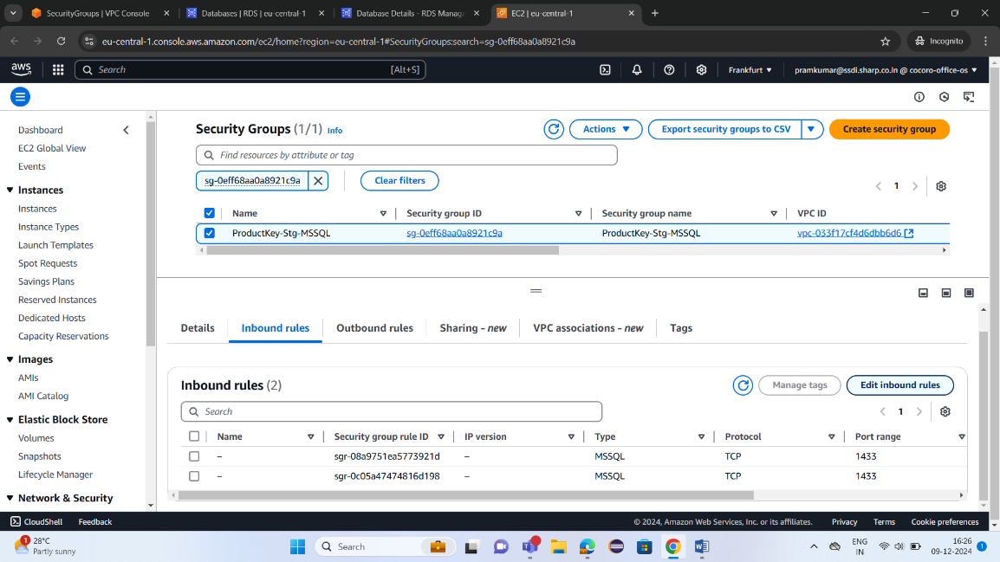 SecurityGroups | VPC Console
Databases | RDS | eu-central-1
Database Details - RDS Manag
EC2 | eu-central-1
eu-central-1.console.aws.amazon.com/ec2/home?region=eu-central-1#SecurityGroups:search=sg-0eff68aa0a8921c9a
Incognito
aws
Search
[Alt+S]
Frankfurt
pramkumar@ssdi.sharp.co.in @ cocoro-office-os
Dashboard
EC2 Global View
Events
Instances
Instances
Instance Types
Launch Templates
Spot Requests
Savings Plans
Reserved Instances
Dedicated Hosts
Capacity Reservations
Images
AMIs
AMI Catalog
Elastic Block Store
Volumes
Snapshots
Lifecycle Manager
Network & Security
Security Groups (1/1) Info
Actions
Export security groups to CSV
Create security group
Find resources by attribute or tag
sg-0eff68aa0a8921c9a
Clear filters
1
Name Security group ID Security group name VPC ID
ProductKey-Stg-MSSQL sg-0eff68aa0a8921c9a ProductKey-Stg-MSSQL vpc-033f17cf4d6dbb6d6
Details Inbound rules Outbound rules Sharing - new VPC associations - new Tags
Inbound rules (2)
Manage tags
Edit inbound rules
Search
1
Name Security group rule ID IP version Type Protocol Port range
– sgr-08a9751ea5773921d – MSSQL TCP 1433
– sgr-0c05a47474816d198 – MSSQL TCP 1433
CloudShell Feedback © 2024, Amazon Web Services, Inc. or its affiliates. Privacy Terms Cookie preferences
1
28°C
Partly sunny
Search
ENG
IN
16:26
09-12-2024
1